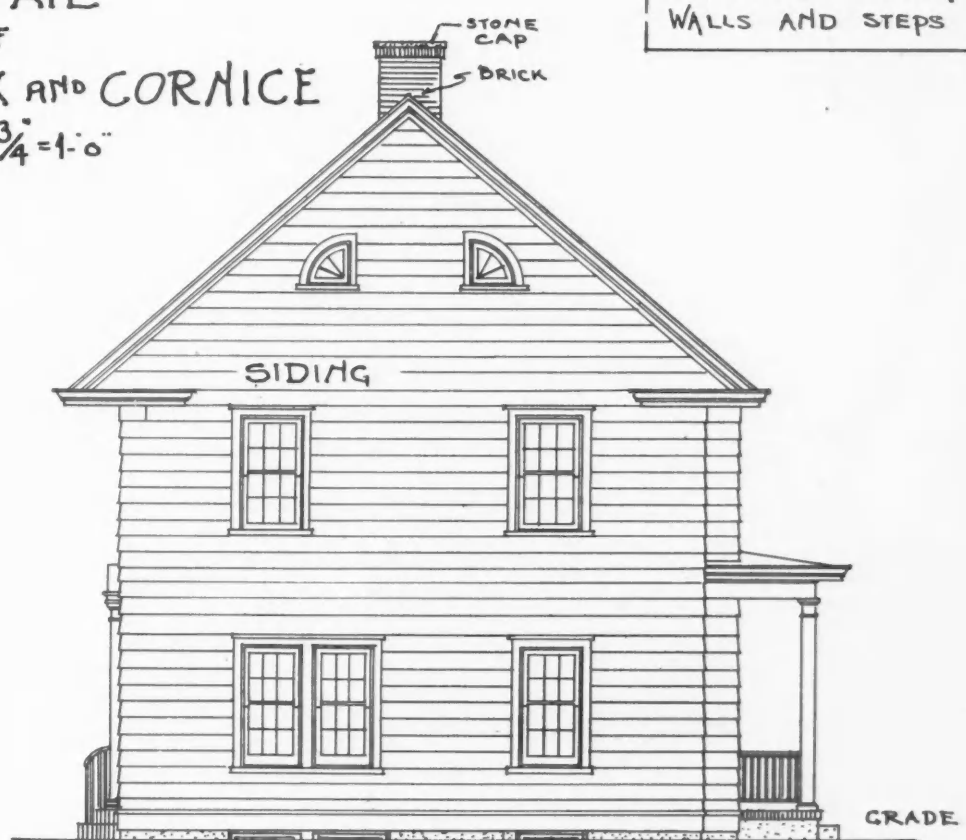 CORNICE
AND
3/4" = 1'-0"
WALLS AND STEPS
STONE
CAP
BRICK
SIDING
GRADE